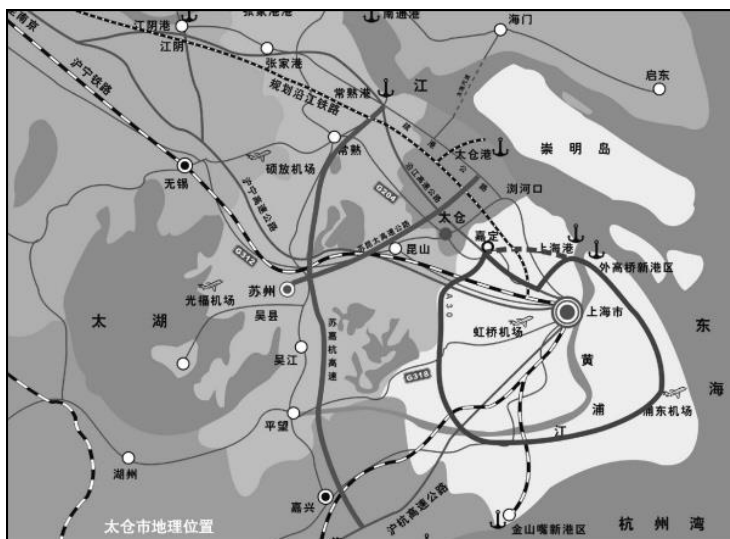 至南京
江阴港
江阴
张家港港
张家港
南通港
海门
启东
沪宁铁路
规划沿江铁路
常熟港
江
常熟
硕放机场
无锡
太仓港
崇明岛
沿江高速公路
浏河口
G204
沪宁高速公路
太仓
嘉定
上海港
G312
苏昆太高速公路
昆山
外高桥新港区
苏州
光福机场
吴县
太湖
A30
虹桥机场
上海市
东海
吴江
苏嘉杭高速
G318
黄浦江
浦东机场
平望
湖州
嘉兴
沪杭高速公路
太仓市地理位置
金山嘴新港区
杭州湾